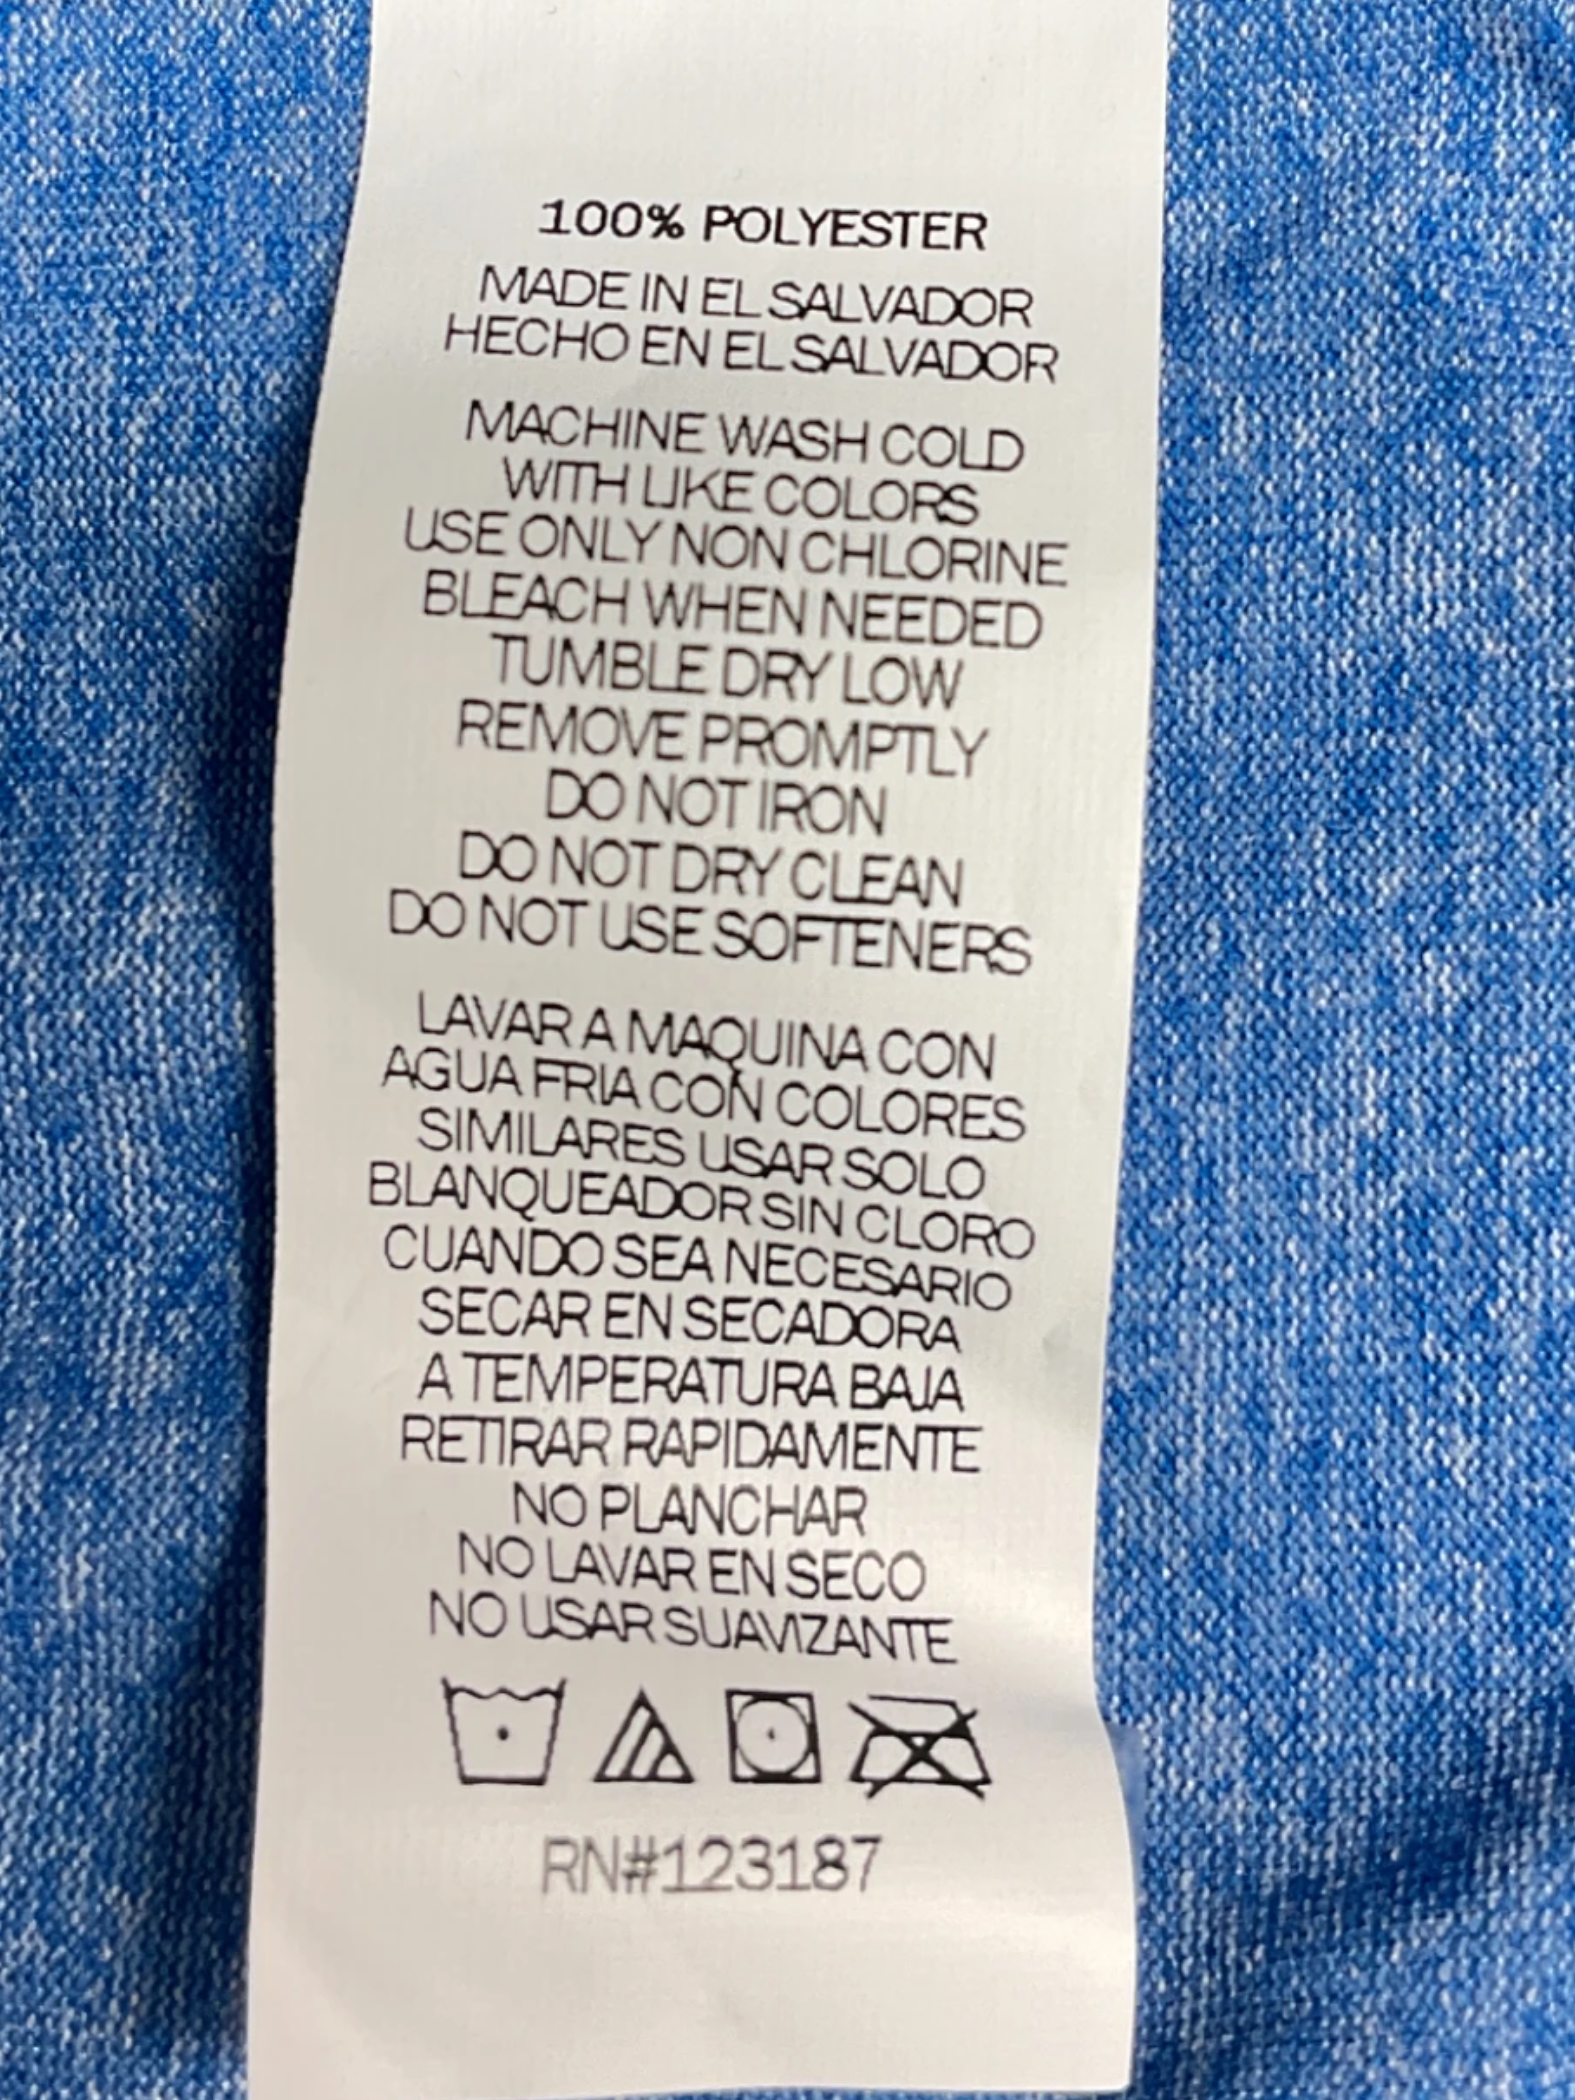 100% POLYESTER
MADE IN EL SALVADOR
HECHO EN EL SALVADOR
MACHINE WASH COLD
WITH LIKE COLORS
USE ONLY NON CHLORINE
BLEACH WHEN NEEDED
TUMBLE DRY LOW
REMOVE PROMPTLY
DO NOT IRON
DO NOT DRY CLEAN
DO NOT USE SOFTENERS
LAVAR A MAQUINA CON
AGUA FRIA CON COLORES
SIMILARES USAR SOLO
BLANQUEADOR SIN CLORO
CUANDO SEA NECESARIO
SECAR EN SECADORA
A TEMPERATURA BAJA
RETIRAR RAPIDAMENTE
NO PLANCHAR
NO LAVAR EN SECO
NO USAR SUAVIZANTE
RN#123187